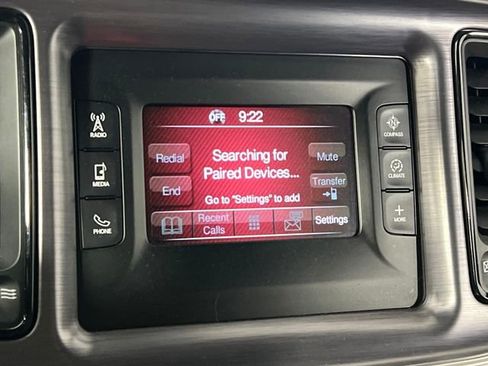 OFF 9:22
RADIO
MEDIA
PHONE
Redial
End
Searching for
Paired Devices...
Go to "Settings" to add
Mute
Transfer
Recent
Calls
Settings
N
COMPASS
CLIMATE
+
MORE